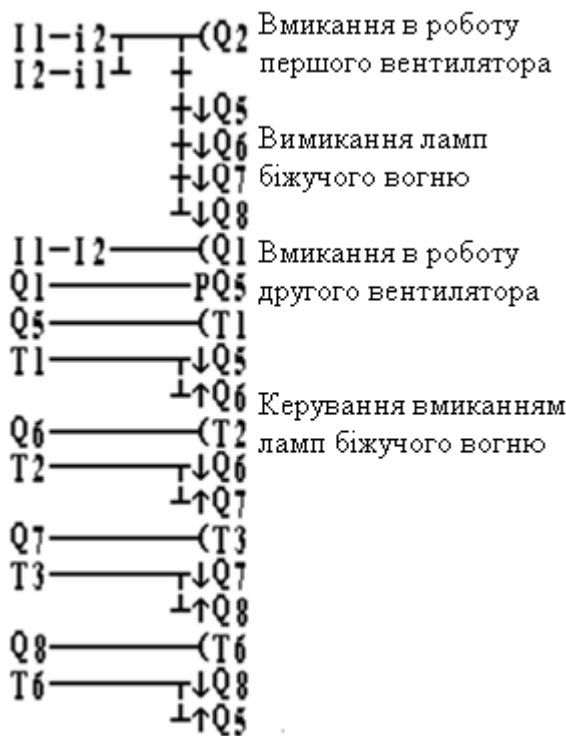 I1-i2 (Q2 Вмикання в роботу
I2-i1 першого вентилятора
↓Q5
↓Q6 Вимикання ламп
↓Q7 біжучого вогню
↓Q8
I1-I2 (Q1 Вмикання в роботу
Q1 PQ5 другого вентилятора
Q5 (T1
T1 ↓Q5
↑Q6 Керування вмиканням
Q6 (T2 ламп біжучого вогню
T2 ↓Q6
↑Q7
Q7 (T3
T3 ↓Q7
↑Q8
Q8 (T6
T6 ↓Q8
↑Q5